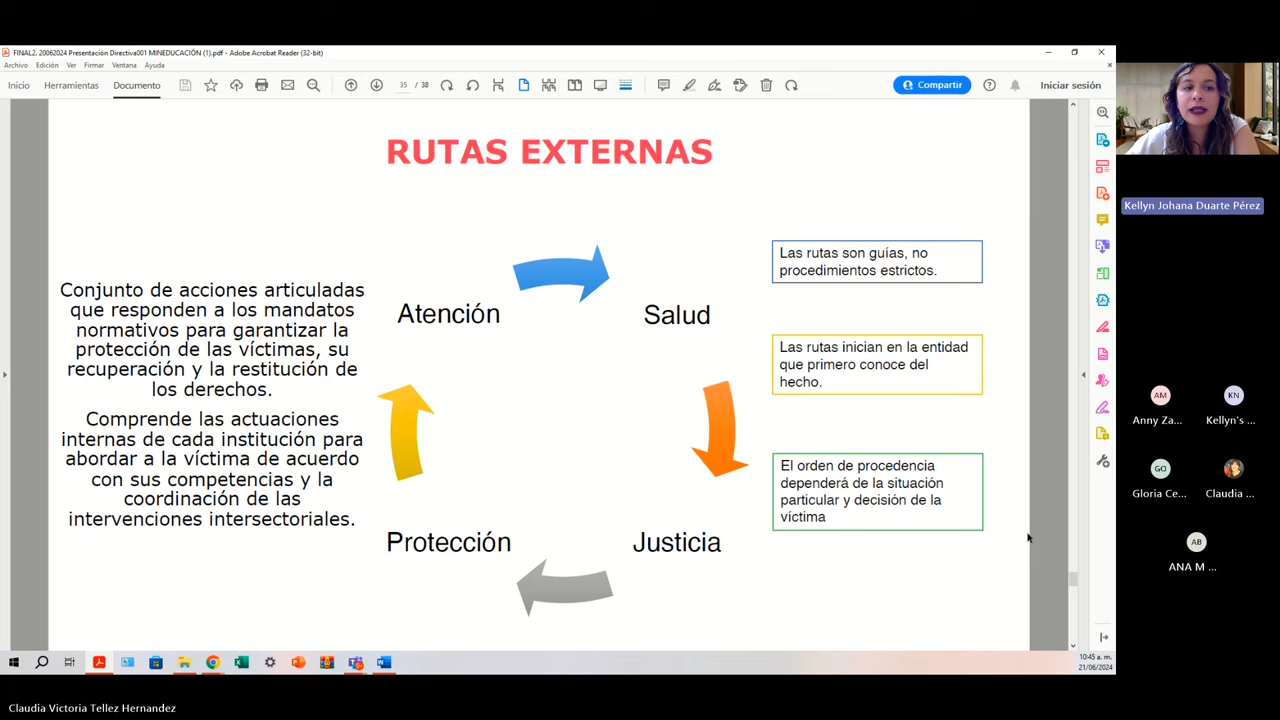 FINAL2. 20062024 Presentación Directiva001 MINEDUCACIÓN (1).pdf - Adobe Acrobat Reader (32-bit)
Archivo Edición Ver Firmar Ventana Ayuda
Inicio Herramientas Documento 35 / 38 Compartir Iniciar sesión
RUTAS EXTERNAS
Conjunto de acciones articuladas
que responden a los mandatos
normativos para garantizar la
protección de las víctimas, su
recuperación y la restitución de
los derechos.
Comprende las actuaciones
internas de cada institución para
abordar a la víctima de acuerdo
con sus competencias y la
coordinación de las
intervenciones intersectoriales.
Atención
Salud
Protección
Justicia
Las rutas son guías, no
procedimientos estrictos.
Las rutas inician en la entidad
que primero conoce del
hecho.
El orden de procedencia
dependerá de la situación
particular y decisión de la
víctima
Kellyn Johana Duarte Pérez
AM KN
Anny Za... Kellyn's ...
GO
Gloria Ce... Claudia ...
AB
ANA M ...
10:45 a. m.
21/06/2024
Claudia Victoria Tellez Hernandez